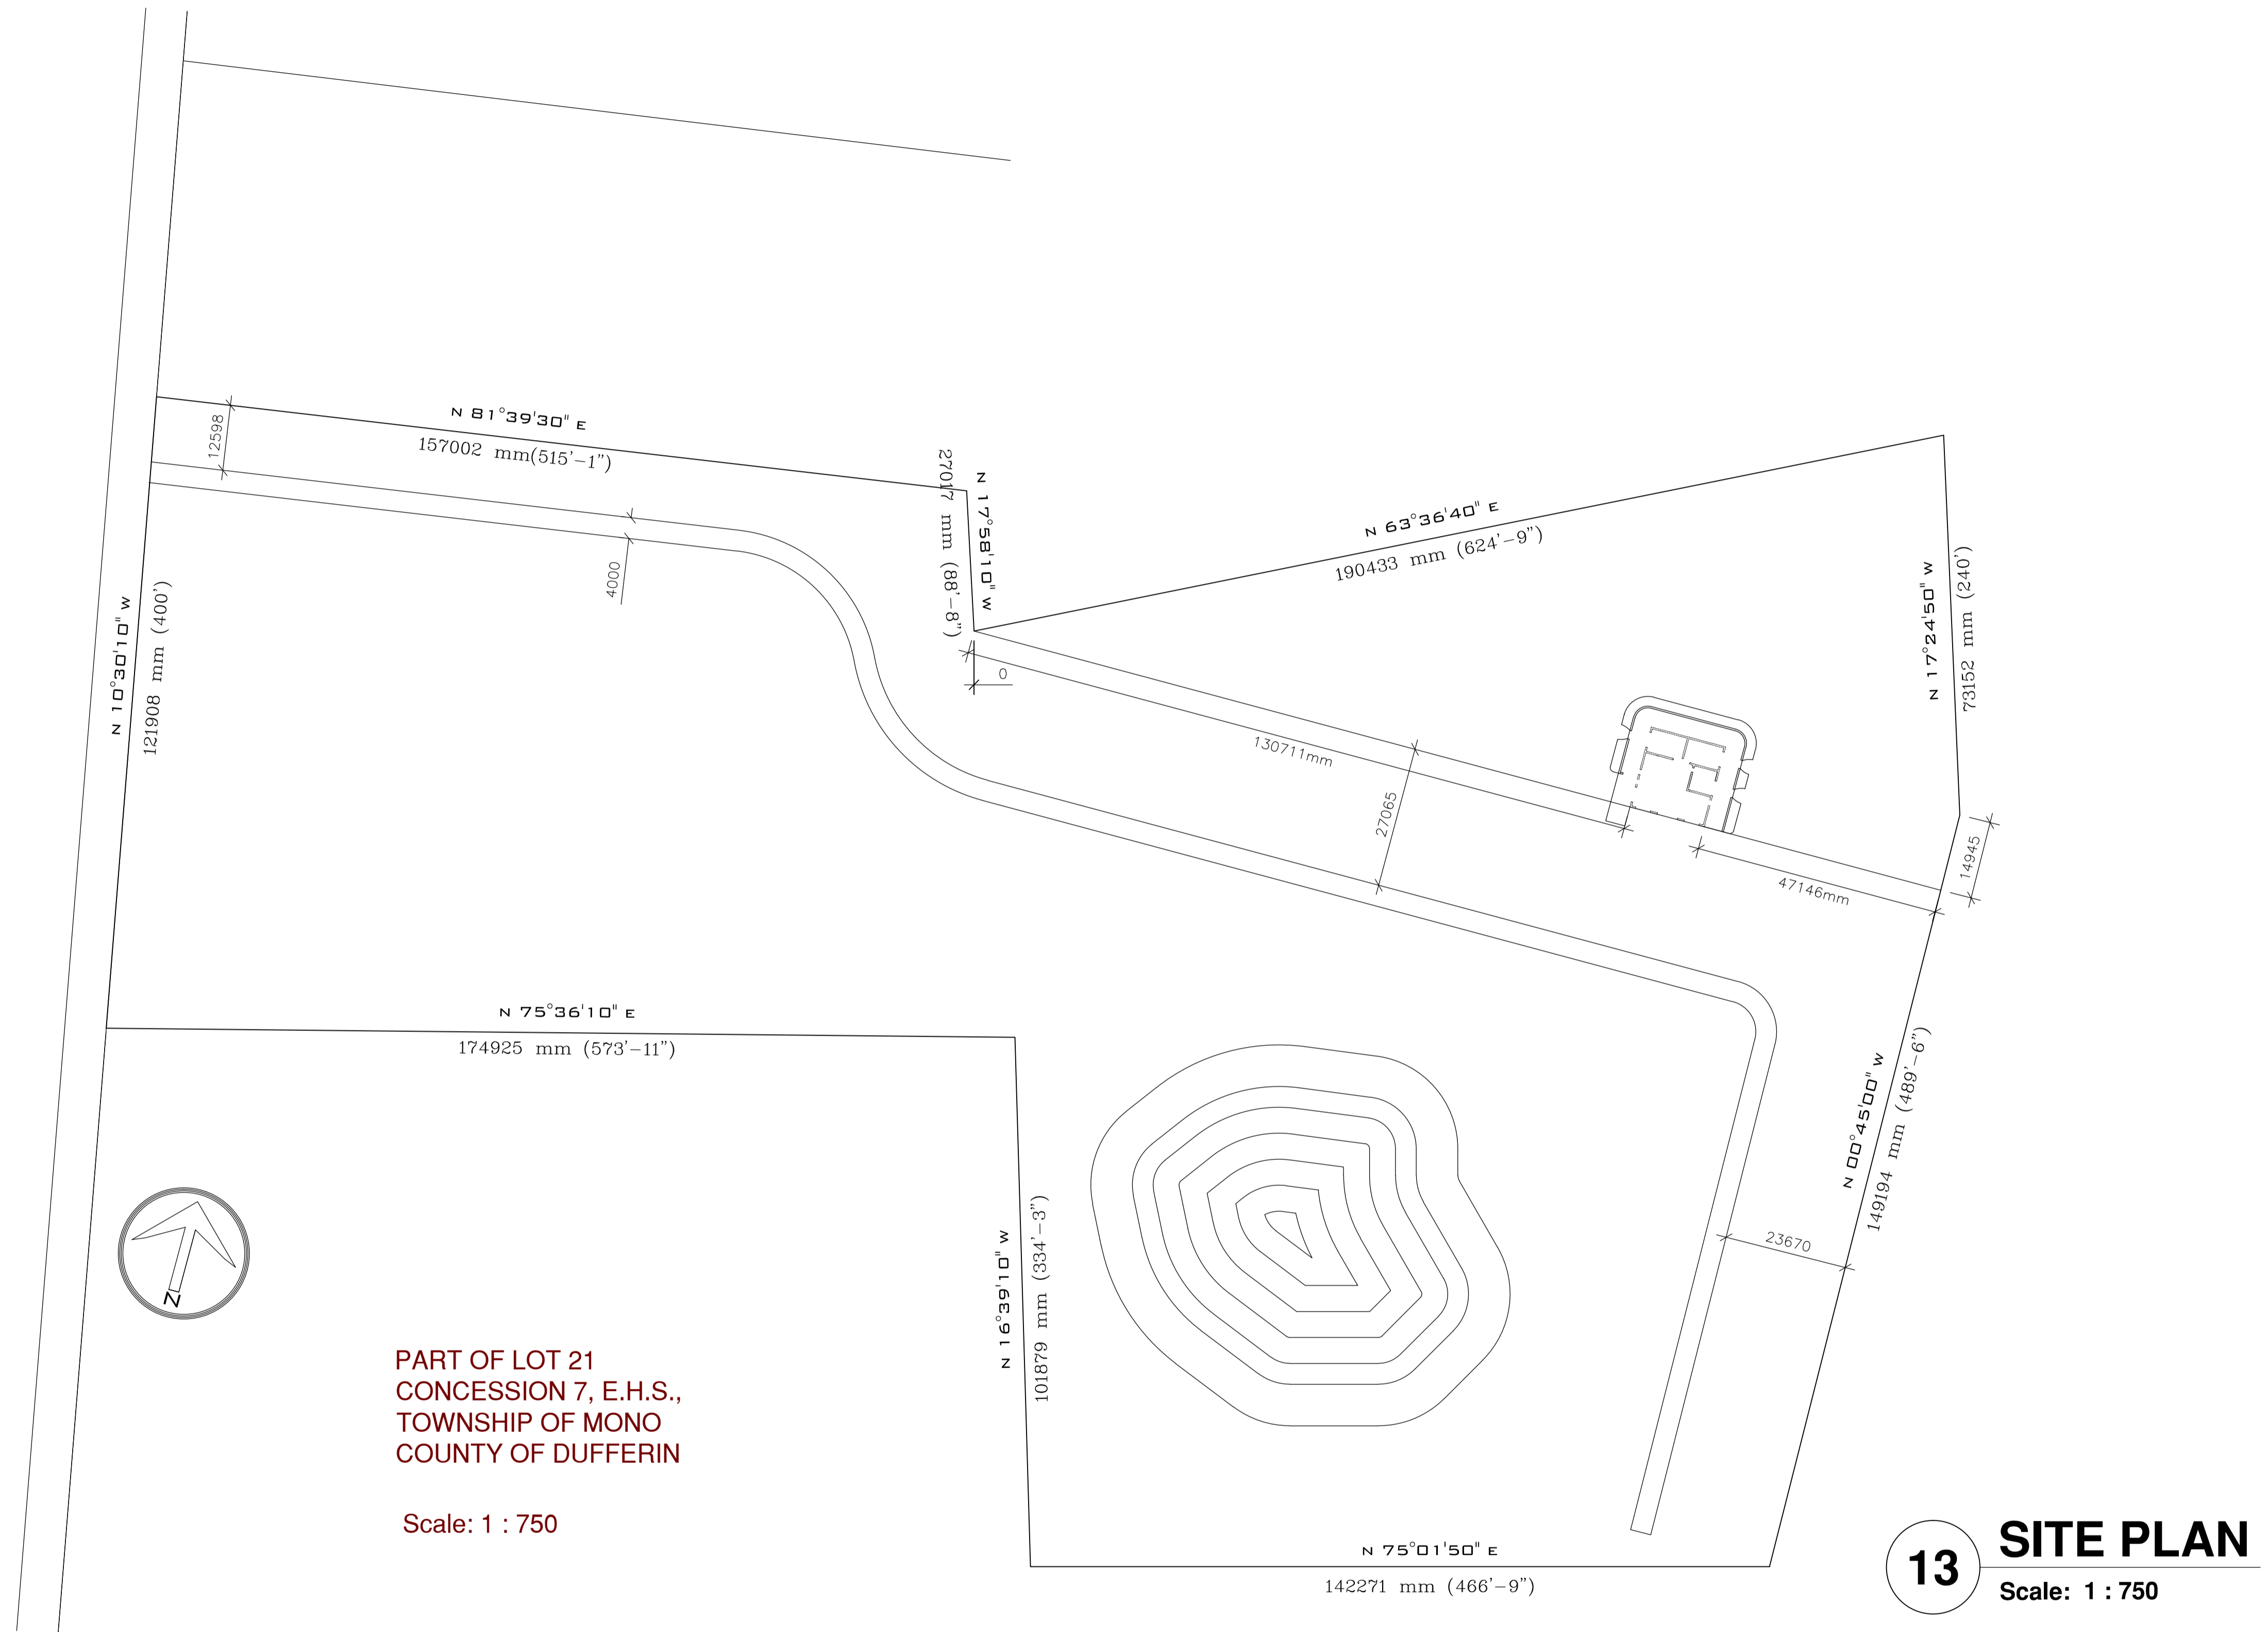 N 81°39'30" E
157002 mm(515'-1")
12598
4000
27017 mm (88'-8")
N 17°58'10" W
0
N 63°36'40" E
190433 mm (624'-9")
N 17°24'50" W
73152 mm (240')
N 10°30'10" W
121908 mm (400')
130711mm
27065
47146mm
14945
N 75°36'10" E
174925 mm (573'-11")
N 00°45'00" W
149194 mm (489'-6")
23670
N 16°39'10" W
101879 mm (334'-3")
N
PART OF LOT 21
CONCESSION 7, E.H.S.,
TOWNSHIP OF MONO
COUNTY OF DUFFERIN
Scale: 1 : 750
N 75°01'50" E
142271 mm (466'-9")
13
SITE PLAN
Scale: 1 : 750